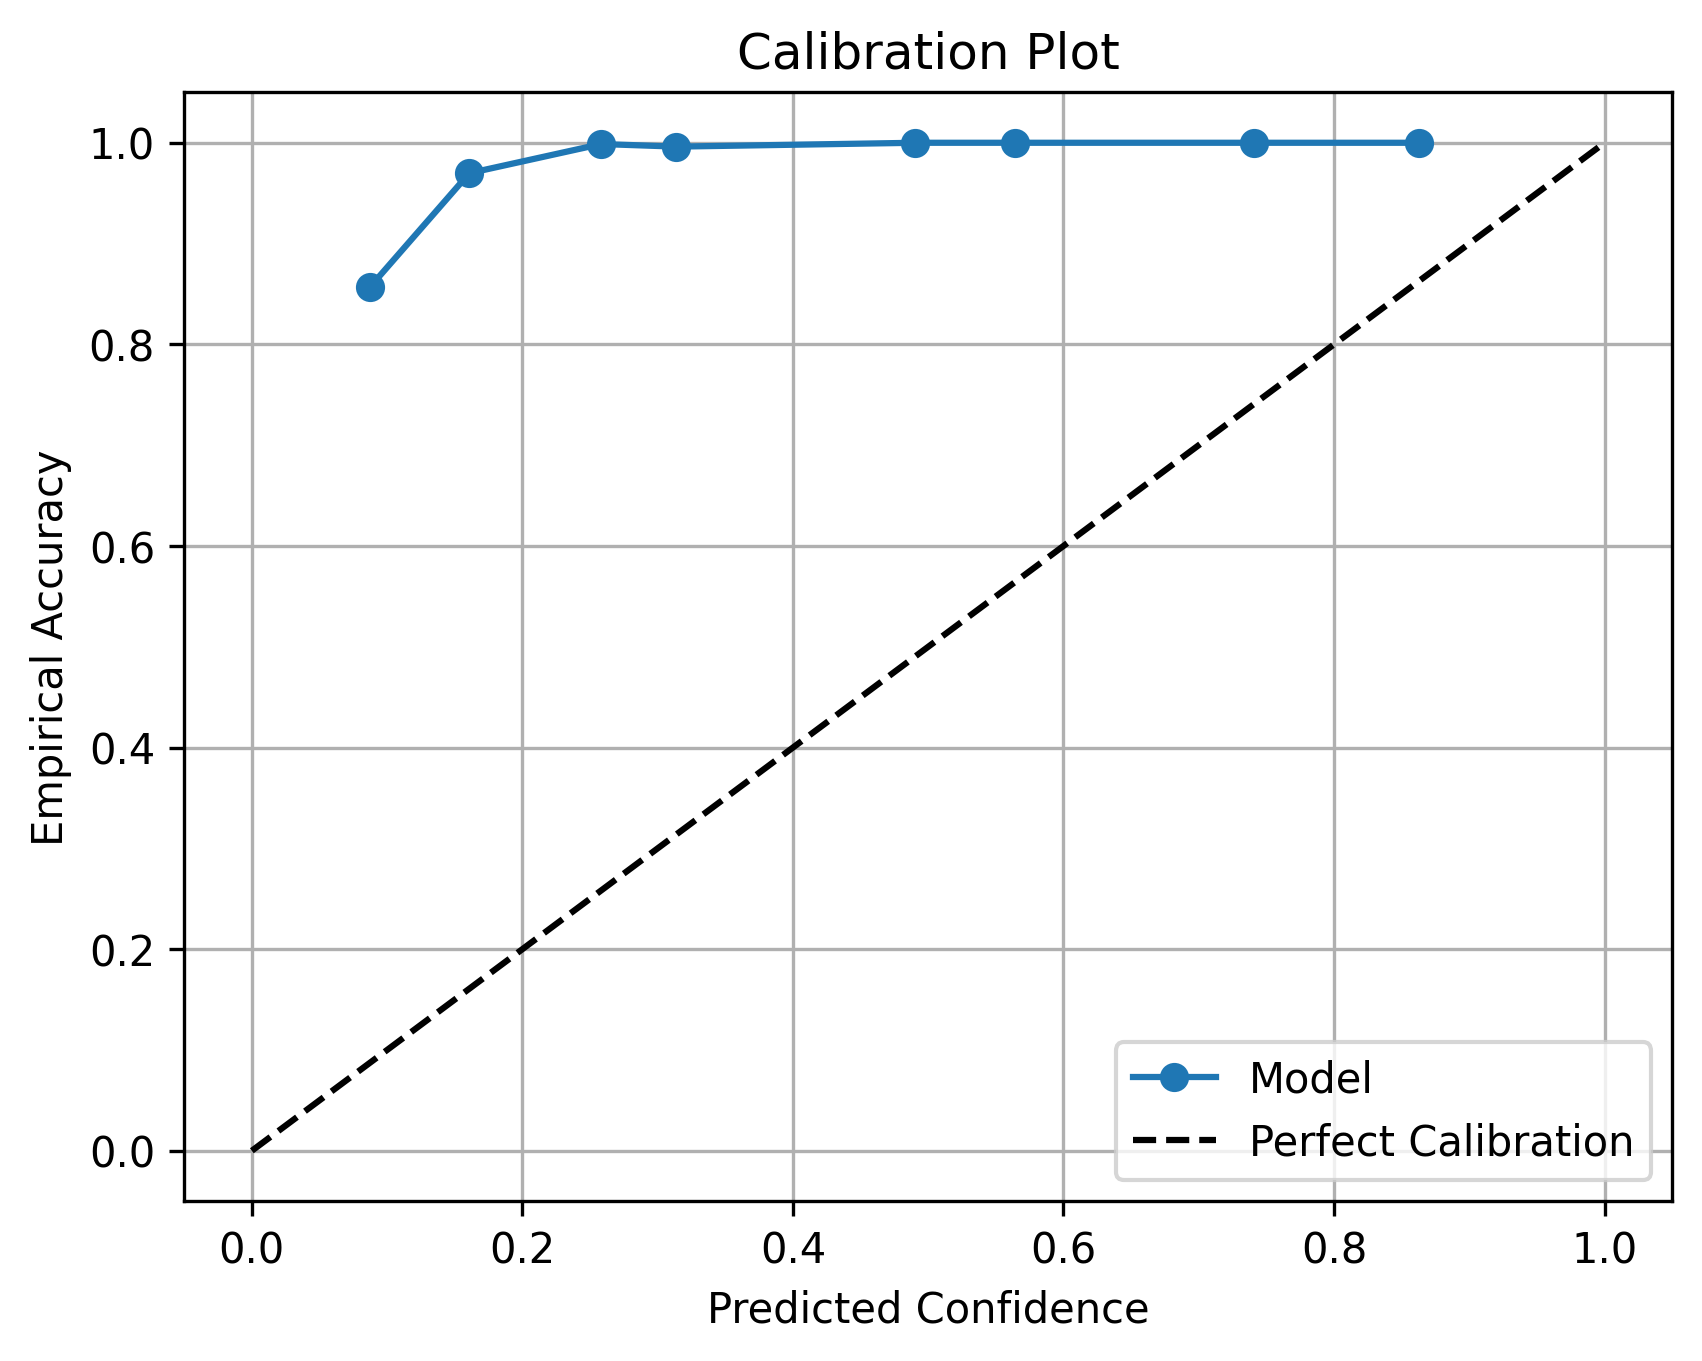 Calibration Plot
1.0
0.8
0.6
0.4
0.2
0.0
Empirical Accuracy
Model
Perfect Calibration
0.0 0.2 0.4 0.6 0.8 1.0
Predicted Confidence